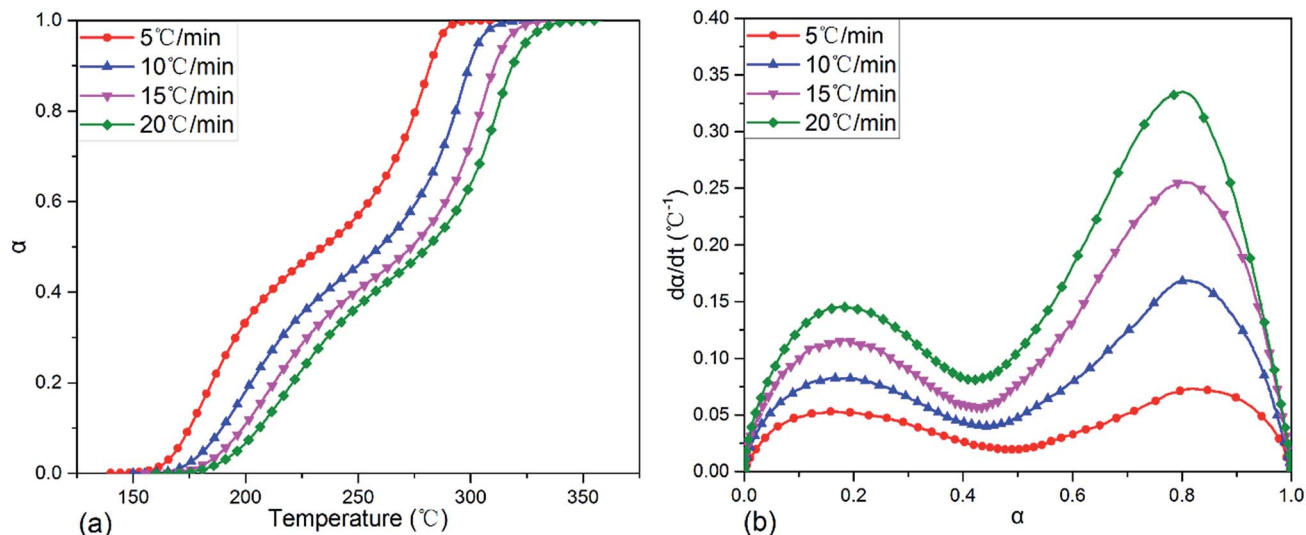 1.0
0.8
0.6
0.4
0.2
0.0
α
5℃/min
10℃/min
15℃/min
20℃/min
150
200
250
300
350
Temperature (℃)
(a)
0.40
0.35
0.30
0.25
0.20
0.15
0.10
0.05
0.00
dα/dt (℃⁻¹)
5℃/min
10℃/min
15℃/min
20℃/min
0.0
0.2
0.4
0.6
0.8
1.0
α
(b)